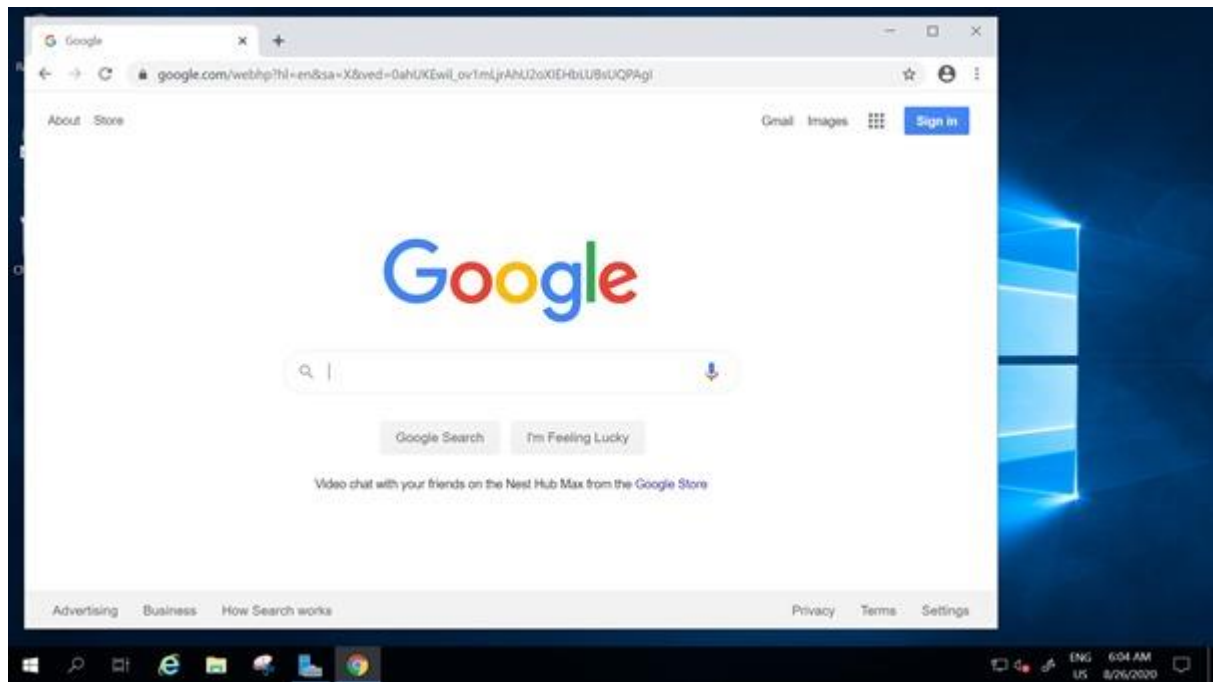 Google
google.com/webhp?hl=en&sa=X&ved=
About Store
Gmail Images Sign in
Google
Google Search I'm Feeling Lucky
Video chat with your friends on the Nest Hub Max from the Google Store
Advertising Business How Search works
Privacy Terms Settings
ENG 6:04 AM
US 8/26/2020